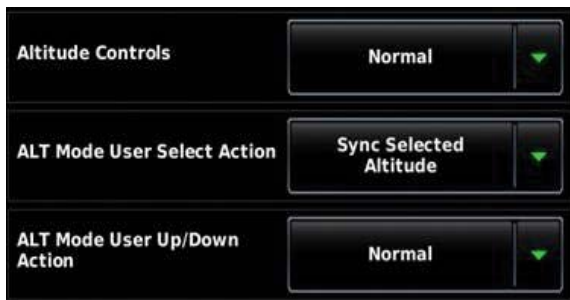 Altitude Controls
Normal
ALT Mode User Select Action
Sync Selected
Altitude
ALT Mode User Up/Down
Action
Normal